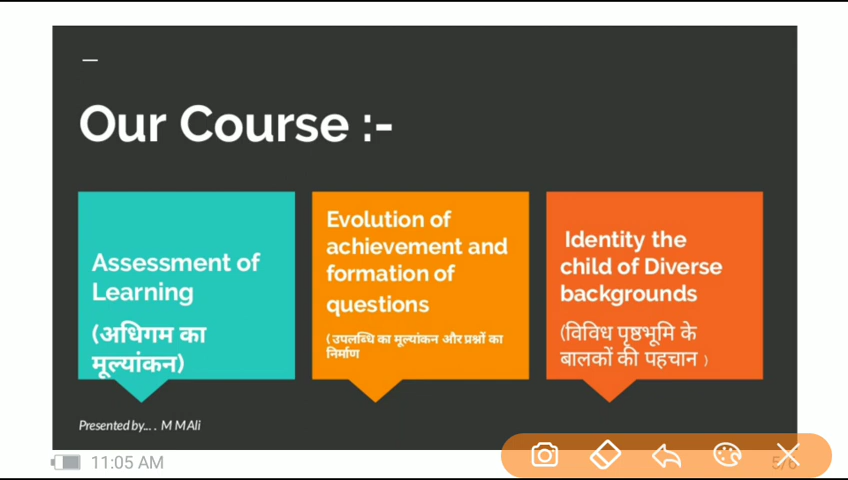 Our Course :-
Assessment of
Learning
(अधिगम का
मूल्यांकन)
Evolution of
achievement and
formation of
questions
( उपलब्धि का मूल्यांकन और प्रश्नों का
निर्माण
Identity the
child of Diverse
backgrounds
(विविध पृष्ठभूमि के
बालकों की पहचान )
Presented by... . M M Ali
11:05 AM